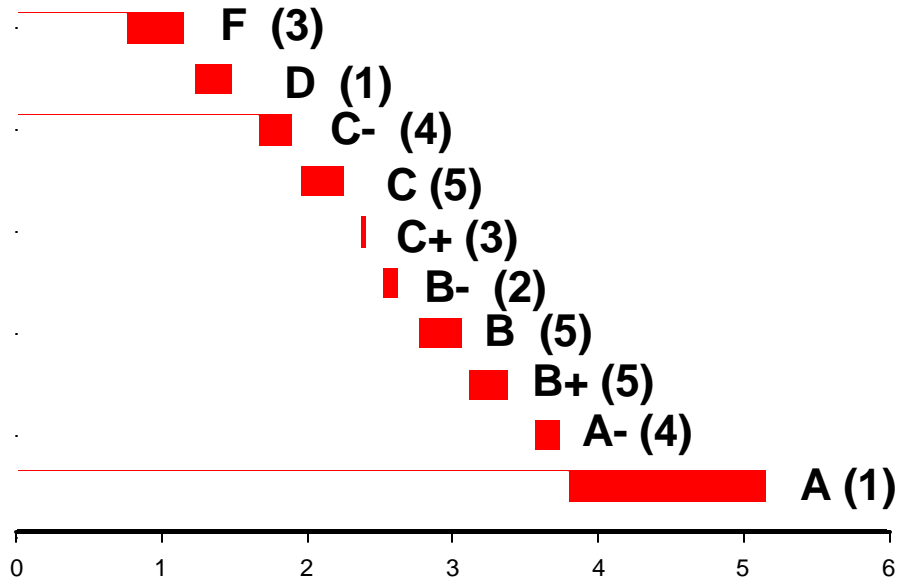 F (3)
D (1)
C- (4)
C (5)
C+ (3)
B- (2)
B (5)
B+ (5)
A- (4)
A (1)
0 1 2 3 4 5 6